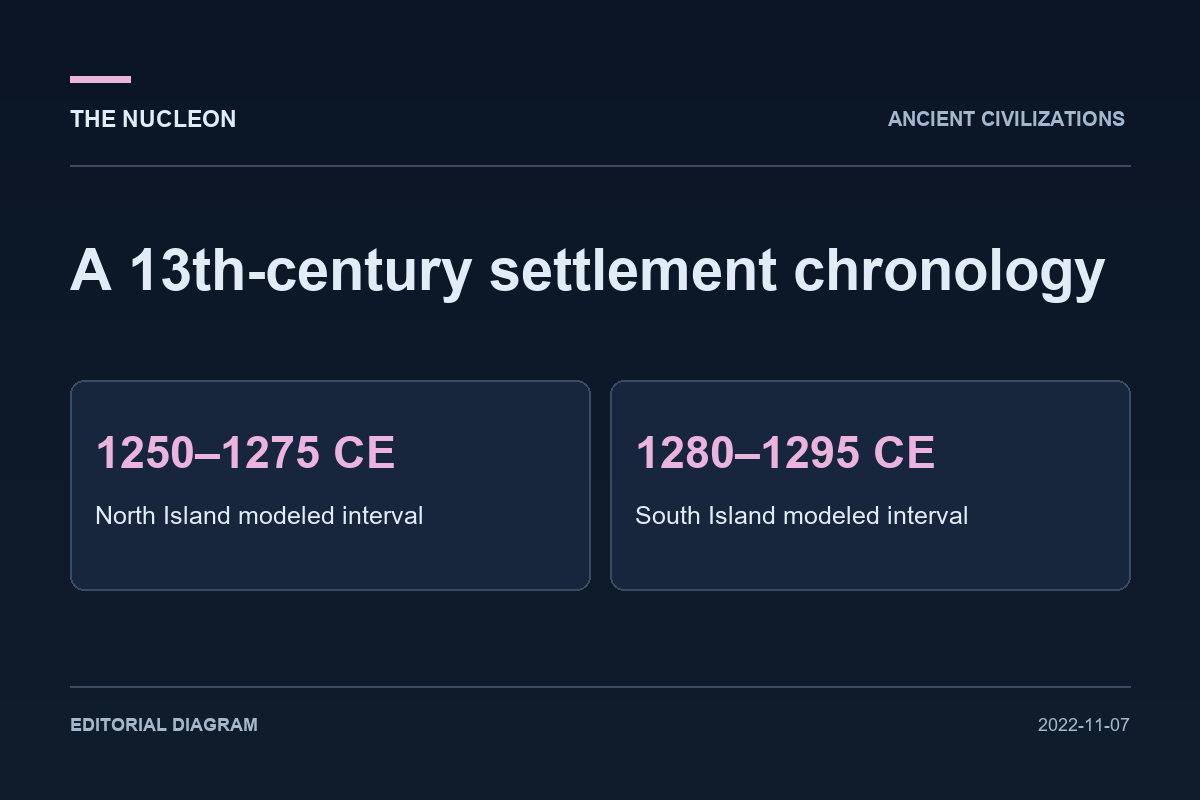 THE NUCLEON
ANCIENT CIVILIZATIONS
A 13th-century settlement chronology
1250–1275 CE
North Island modeled interval
1280–1295 CE
South Island modeled interval
EDITORIAL DIAGRAM
2022-11-07